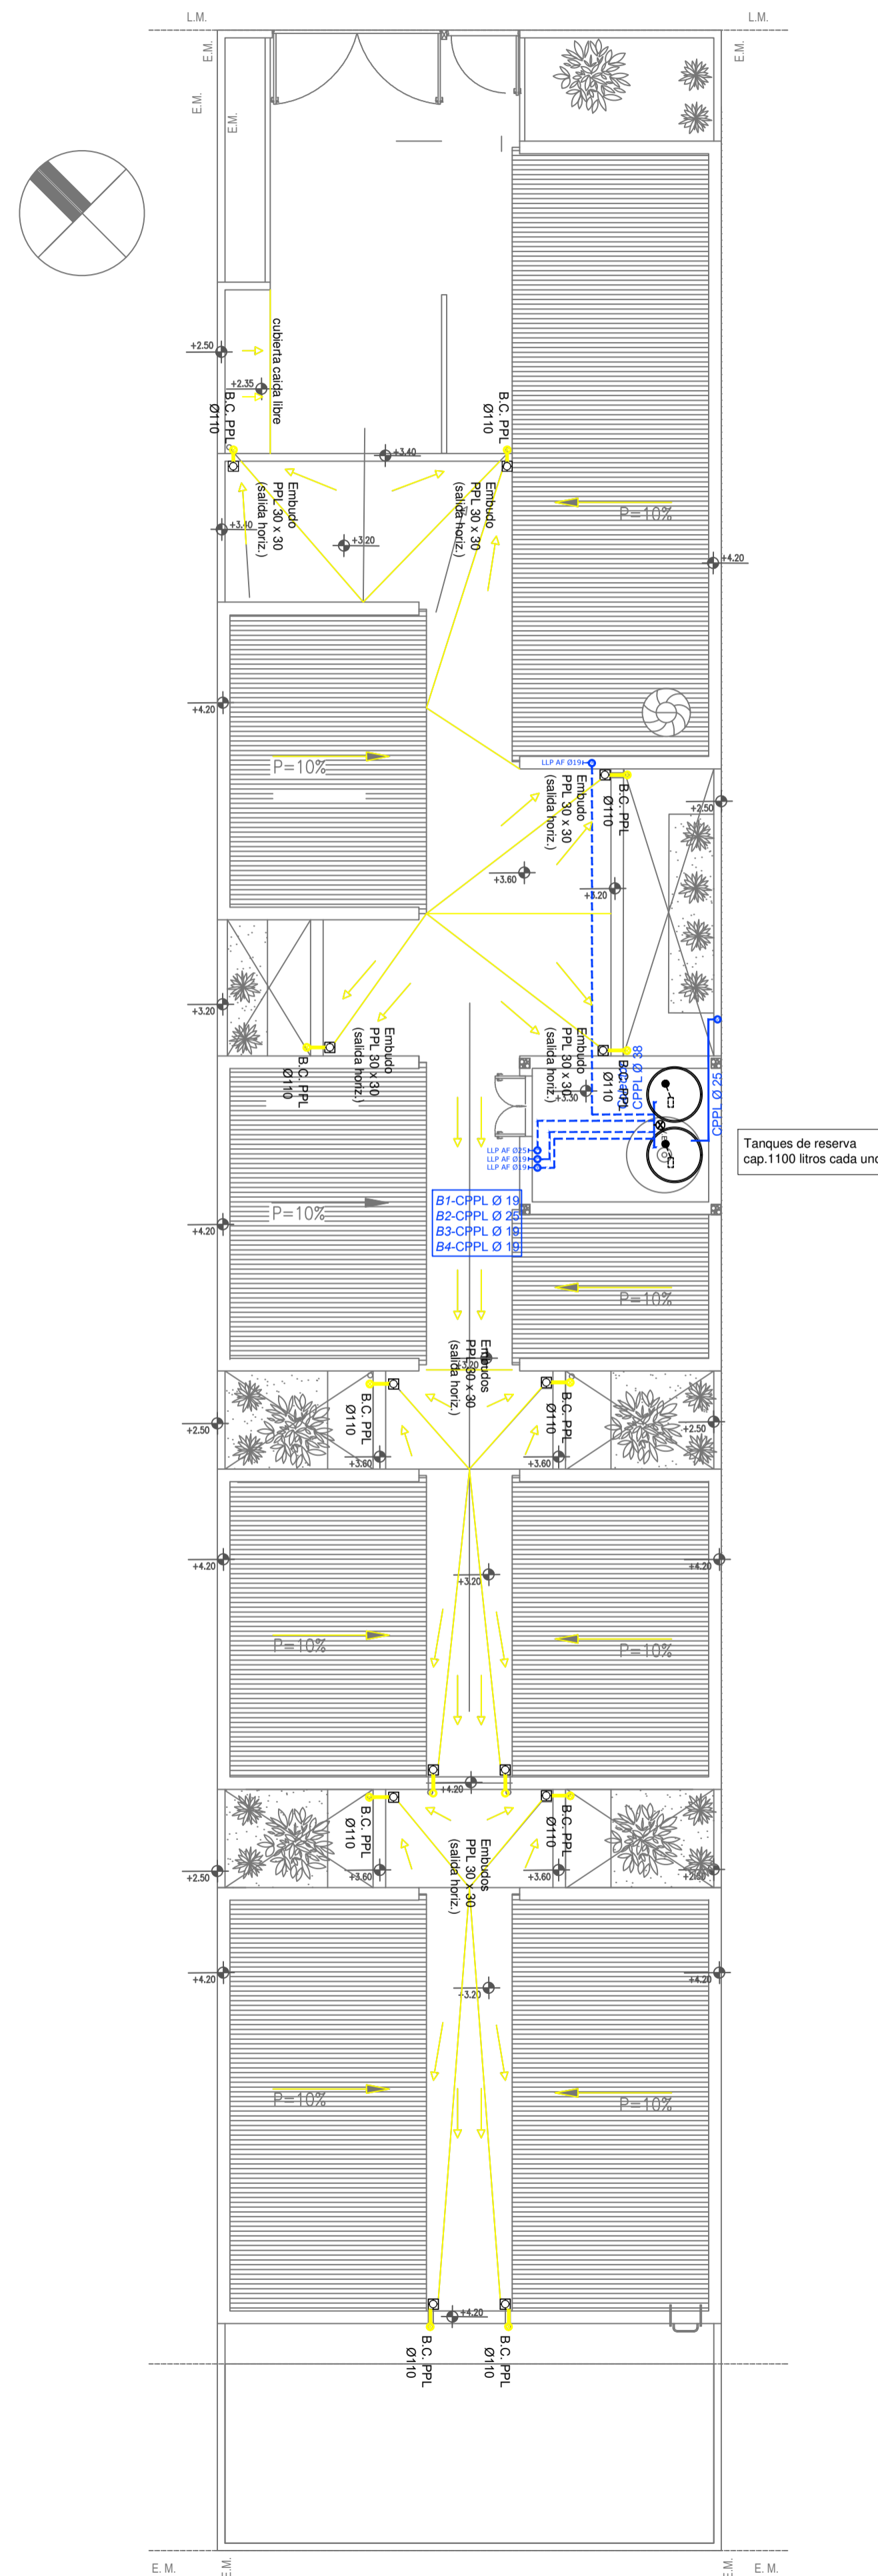 L.M.
L.M.
E.M.
E.M.
E.M.
E.M.
cubierta caida libre
+2.50
+2.35
B.C. PPL
Ø110
B.C. PPL
Ø110
+3.40
Embudo
PPL 30 x 30
(salida horiz.)
Embudo
PPL 30 x 30
(salida horiz.)
P=10%
+3.40
+3.20
+4.20
+4.20
P=10%
LLP AF Ø19
Embudo
PPL 30 x 30
(salida horiz.)
B.C. PPL
Ø110
+2.50
+3.60
+3.20
+3.20
Embudo
PPL 30 x 30
(salida horiz.)
B.C. PPL
Ø110
Embudo
PPL 30 x 30
(salida horiz.)
B.C. PPL
Ø110
CPPL Ø 38
+3.30
CPPL Ø 25
Tanques de reserva
cap.1100 litros cada uno
LLP AF Ø25
LLP AF Ø19
LLP AF Ø19
B1-CPPL Ø 19
B2-CPPL Ø 25
B3-CPPL Ø 19
B4-CPPL Ø 19
+4.20
P=10%
P=10%
+3.20
Embudos
PPL 30 x 30
(salida horiz.)
B.C. PPL
Ø110
B.C. PPL
Ø110
+2.50
+2.50
+3.60
+3.60
+4.20
+4.20
+3.20
P=10%
P=10%
+4.20
B.C. PPL
Ø110
B.C. PPL
Ø110
Embudos
PPL 30 x 30
(salida horiz.)
+2.50
+3.60
+3.60
+2.50
+4.20
+4.20
+3.20
P=10%
P=10%
+4.20
B.C. PPL
Ø110
B.C. PPL
Ø110
E. M.
E.M.
E.M.
E. M.